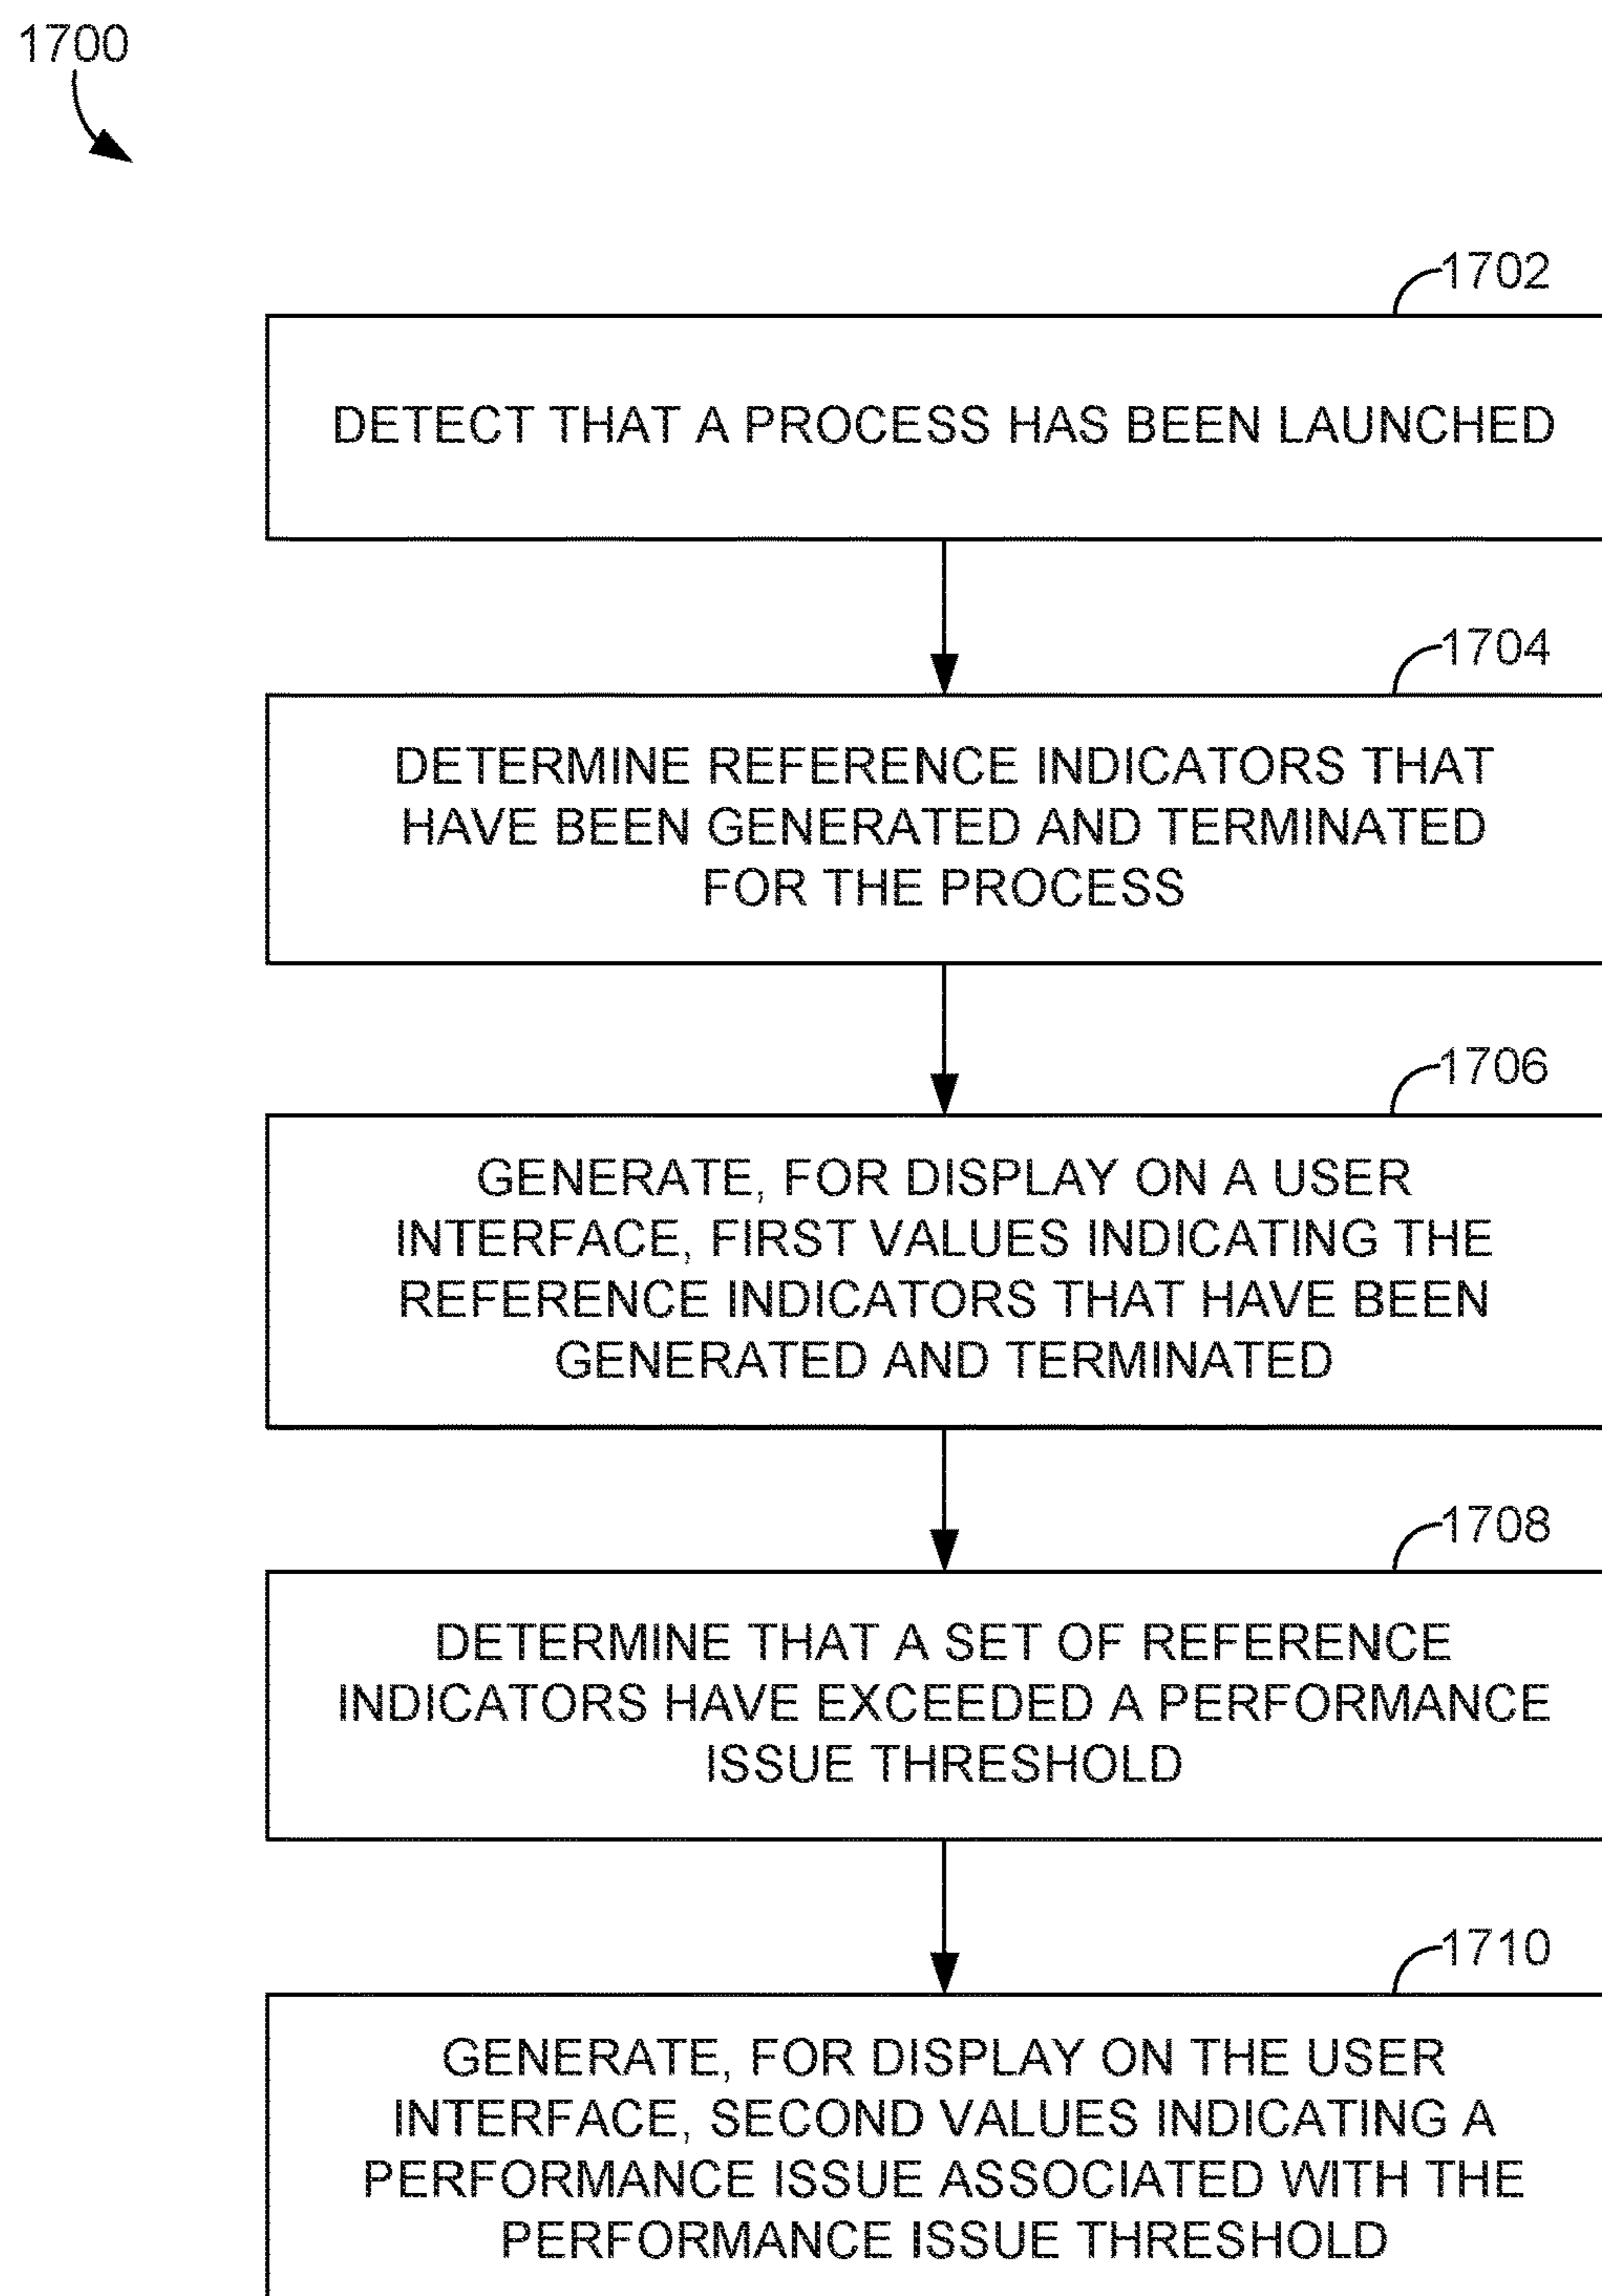 1700
1702
DETECT THAT A PROCESS HAS BEEN LAUNCHED
1704
DETERMINE REFERENCE INDICATORS THAT
HAVE BEEN GENERATED AND TERMINATED
FOR THE PROCESS
1706
GENERATE, FOR DISPLAY ON A USER
INTERFACE, FIRST VALUES INDICATING THE
REFERENCE INDICATORS THAT HAVE BEEN
GENERATED AND TERMINATED
1708
DETERMINE THAT A SET OF REFERENCE
INDICATORS HAVE EXCEEDED A PERFORMANCE
ISSUE THRESHOLD
1710
GENERATE, FOR DISPLAY ON THE USER
INTERFACE, SECOND VALUES INDICATING A
PERFORMANCE ISSUE ASSOCIATED WITH THE
PERFORMANCE ISSUE THRESHOLD